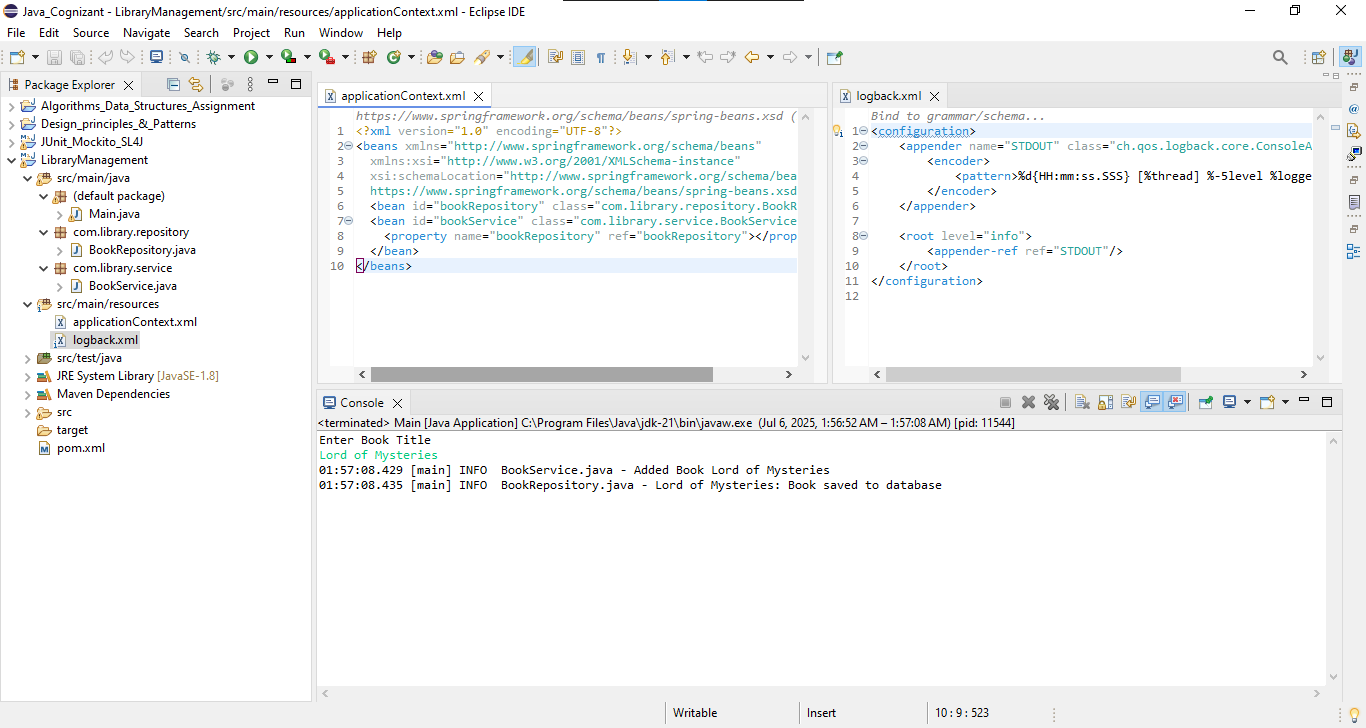 Java_Cognizant - LibraryManagement/src/main/resources/applicationContext.xml - Eclipse IDE
File Edit Source Navigate Search Project Run Window Help
Package Explorer
Algorithms_Data_Structures_Assignment
Design_principles_&_Patterns
JUnit_Mockito_SL4J
LibraryManagement
src/main/java
(default package)
Main.java
com.library.repository
BookRepository.java
com.library.service
BookService.java
src/main/resources
applicationContext.xml
logback.xml
src/test/java
JRE System Library [JavaSE-1.8]
Maven Dependencies
src
target
pom.xml
applicationContext.xml
https://www.springframework.org/schema/beans/spring-beans.xsd (
1 <?xml version="1.0" encoding="UTF-8"?>
2 <beans xmlns="http://www.springframework.org/schema/beans"
3 xmlns:xsi="http://www.w3.org/2001/XMLSchema-instance"
4 xsi:schemaLocation="http://www.springframework.org/schema/bea
5 https://www.springframework.org/schema/beans/spring-beans.xsd
6 <bean id="bookRepository" class="com.library.repository.BookR
7 <bean id="bookService" class="com.library.service.BookService
8 <property name="bookRepository" ref="bookRepository"></prop
9 </bean>
10 </beans>
logback.xml
Bind to grammar/schema...
1 <configuration>
2 <appender name="STDOUT" class="ch.qos.logback.core.ConsoleA
3 <encoder>
4 <pattern>%d{HH:mm:ss.SSS} [%thread] %-5level %logge
5 </encoder>
6 </appender>
7
8 <root level="info">
9 <appender-ref ref="STDOUT"/>
10 </root>
11 </configuration>
12
Console
<terminated> Main [Java Application] C:\Program Files\Java\jdk-21\bin\javaw.exe (Jul 6, 2025, 1:56:52 AM – 1:57:08 AM) [pid: 11544]
Enter Book Title
Lord of Mysteries
01:57:08.429 [main] INFO BookService.java - Added Book Lord of Mysteries
01:57:08.435 [main] INFO BookRepository.java - Lord of Mysteries: Book saved to database
Writable Insert 10 : 9 : 523